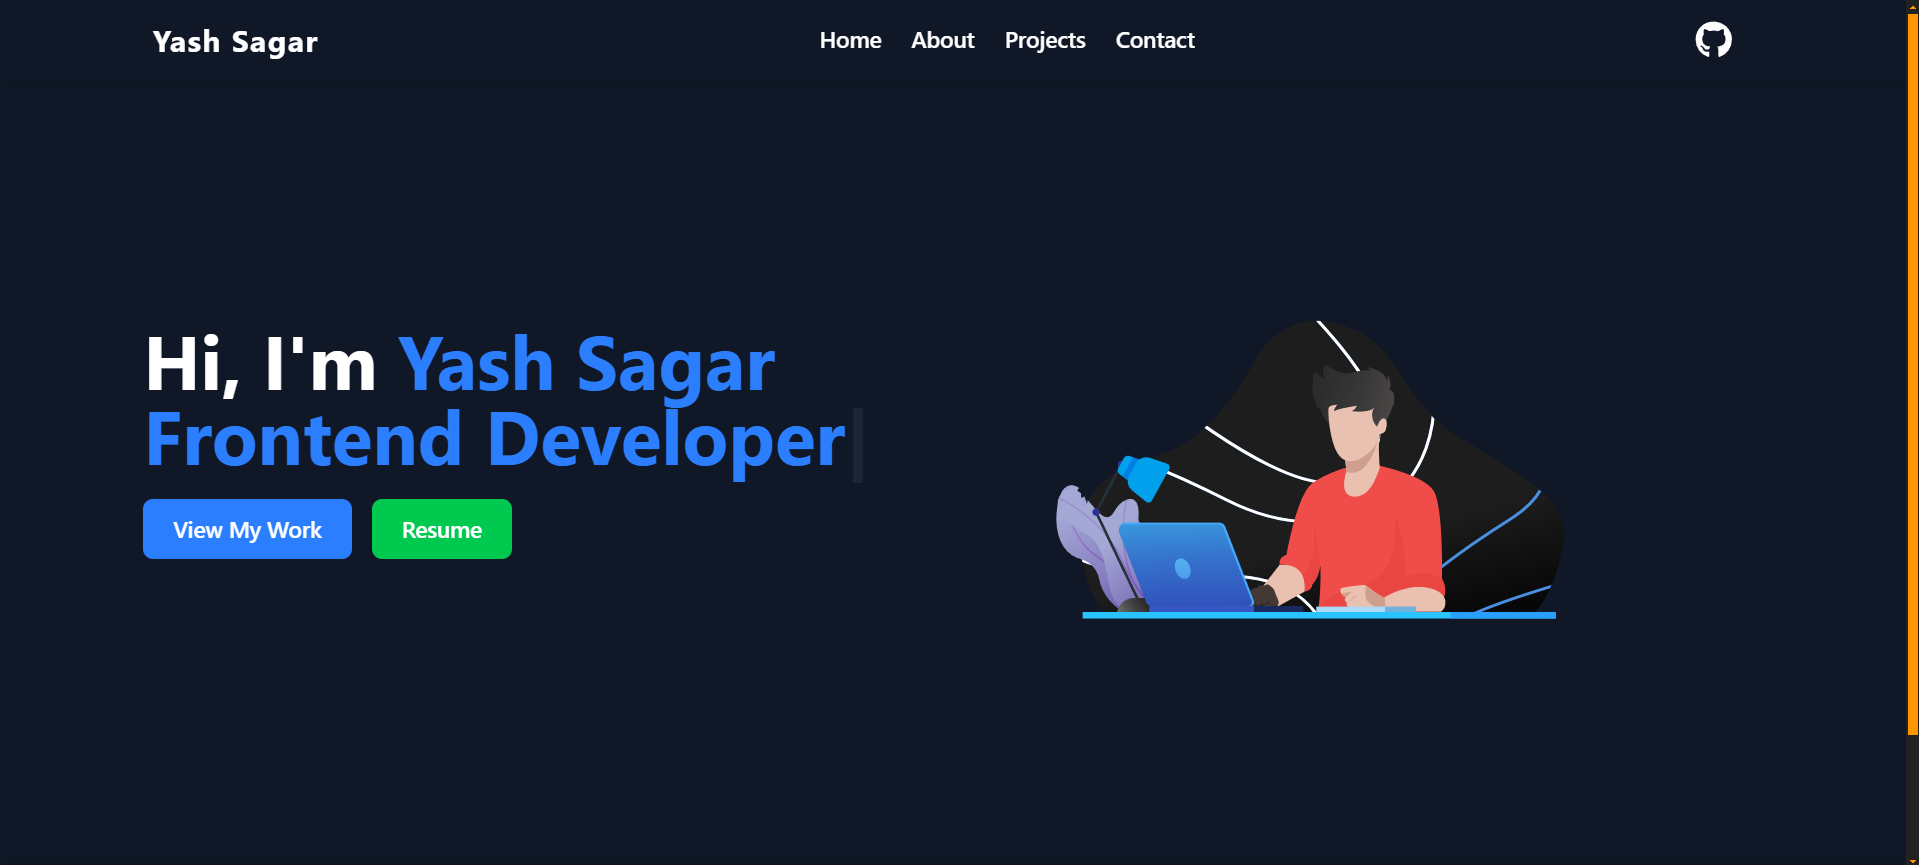 Yash Sagar
Home About Projects Contact
Hi, I'm Yash Sagar
Frontend Developer
View My Work Resume